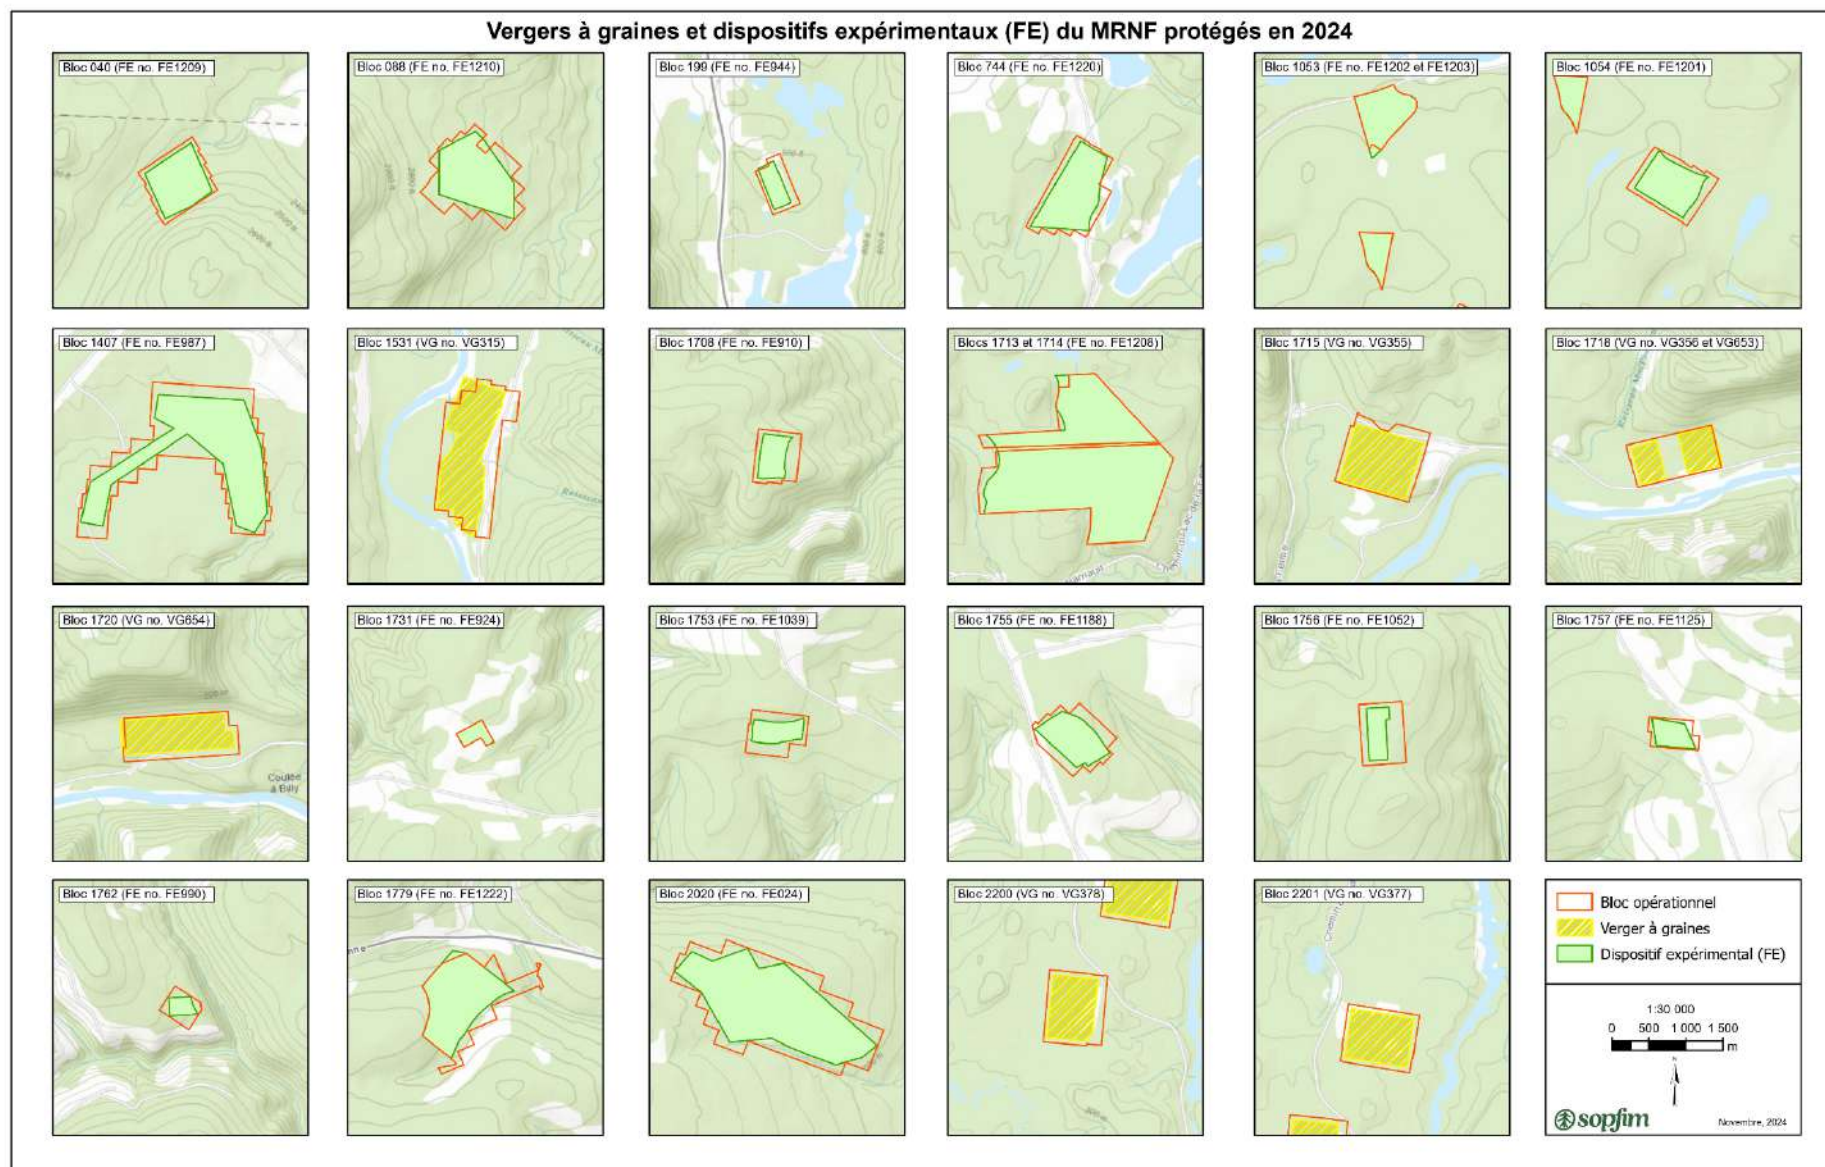 Vergers à graines et dispositifs expérimentaux (FE) du MRNF protégés en 2024
Bloc 040 (FE no. FE1209)
Bloc 088 (FE no. FE1210)
Bloc 199 (FE no. FE944)
Bloc 744 (FE no. FE1220)
Bloc 1053 (FE no. FE1202 et FE1203)
Bloc 1054 (FE no. FE1201)
Bloc 1407 (FE no. FE987)
Bloc 1531 (VG no. VG315)
Bloc 1708 (FE no. FE910)
Blocs 1713 et 1714 (FE no. FE1208)
Bloc 1715 (VG no. VG355)
Bloc 1718 (VG no. VG356 et VG653)
Bloc 1720 (VG no. VG654)
Coulée
à Billy
Bloc 1731 (FE no. FE924)
Bloc 1753 (FE no. FE1039)
Bloc 1755 (FE no. FE1188)
Bloc 1756 (FE no. FE1052)
Bloc 1757 (FE no. FE1125)
Bloc 1762 (FE no. FE990)
Bloc 1779 (FE no. FE1222)
Bloc 2020 (FE no. FE024)
Bloc 2200 (VG no. VG378)
Bloc 2201 (VG no. VG377)
Bloc opérationnel
Verger à graines
Dispositif expérimental (FE)
1:30 000
0 500 1 000 1 500
m
N
sopfim
Novembre, 2024